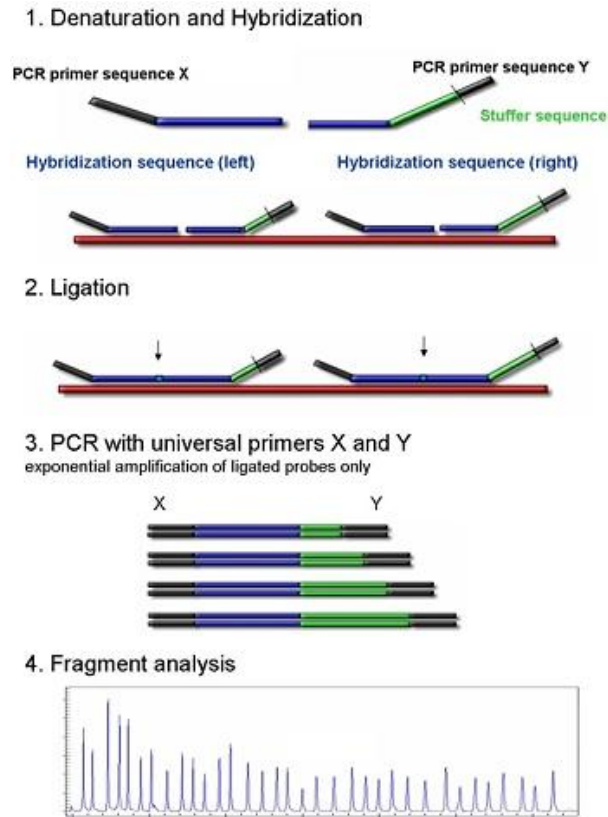 1. Denaturation and Hybridization
PCR primer sequence X
PCR primer sequence Y
Stuffer sequence
Hybridization sequence (left)
Hybridization sequence (right)
2. Ligation
3. PCR with universal primers X and Y
exponential amplification of ligated probes only
X
Y
4. Fragment analysis